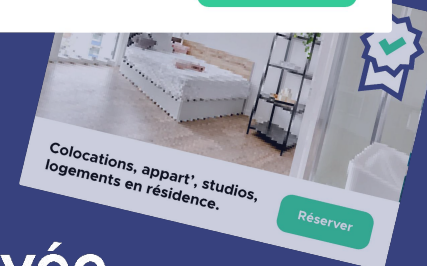 Colocations, appart', studios,
logements en résidence.
Réserver